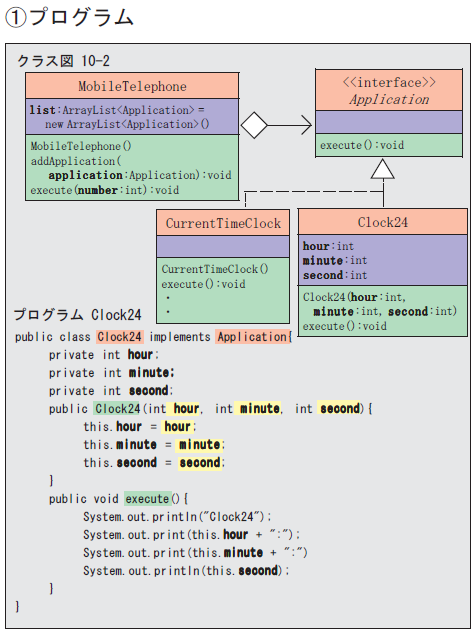 ①プログラム
クラス図 10-2
MobileTelephone
list:ArrayList<Application> =
new ArrayList<Application>()
MobileTelephone()
addApplication(
application:Application):void
execute(number:int):void
<<interface>>
Application
execute():void
CurrentTimeClock
CurrentTimeClock()
execute():void
・
・
Clock24
hour:int
minute:int
second:int
Clock24(hour:int,
minute:int, second:int)
execute():void
プログラム Clock24
public class Clock24 implements Application{
private int hour;
private int minute;
private int second;
public Clock24(int hour, int minute, int second){
this.hour = hour;
this.minute = minute;
this.second = second;
}
public void execute(){
System.out.println("Clock24");
System.out.print(this.hour + ":");
System.out.print(this.minute + ":")
System.out.println(this.second);
}
}